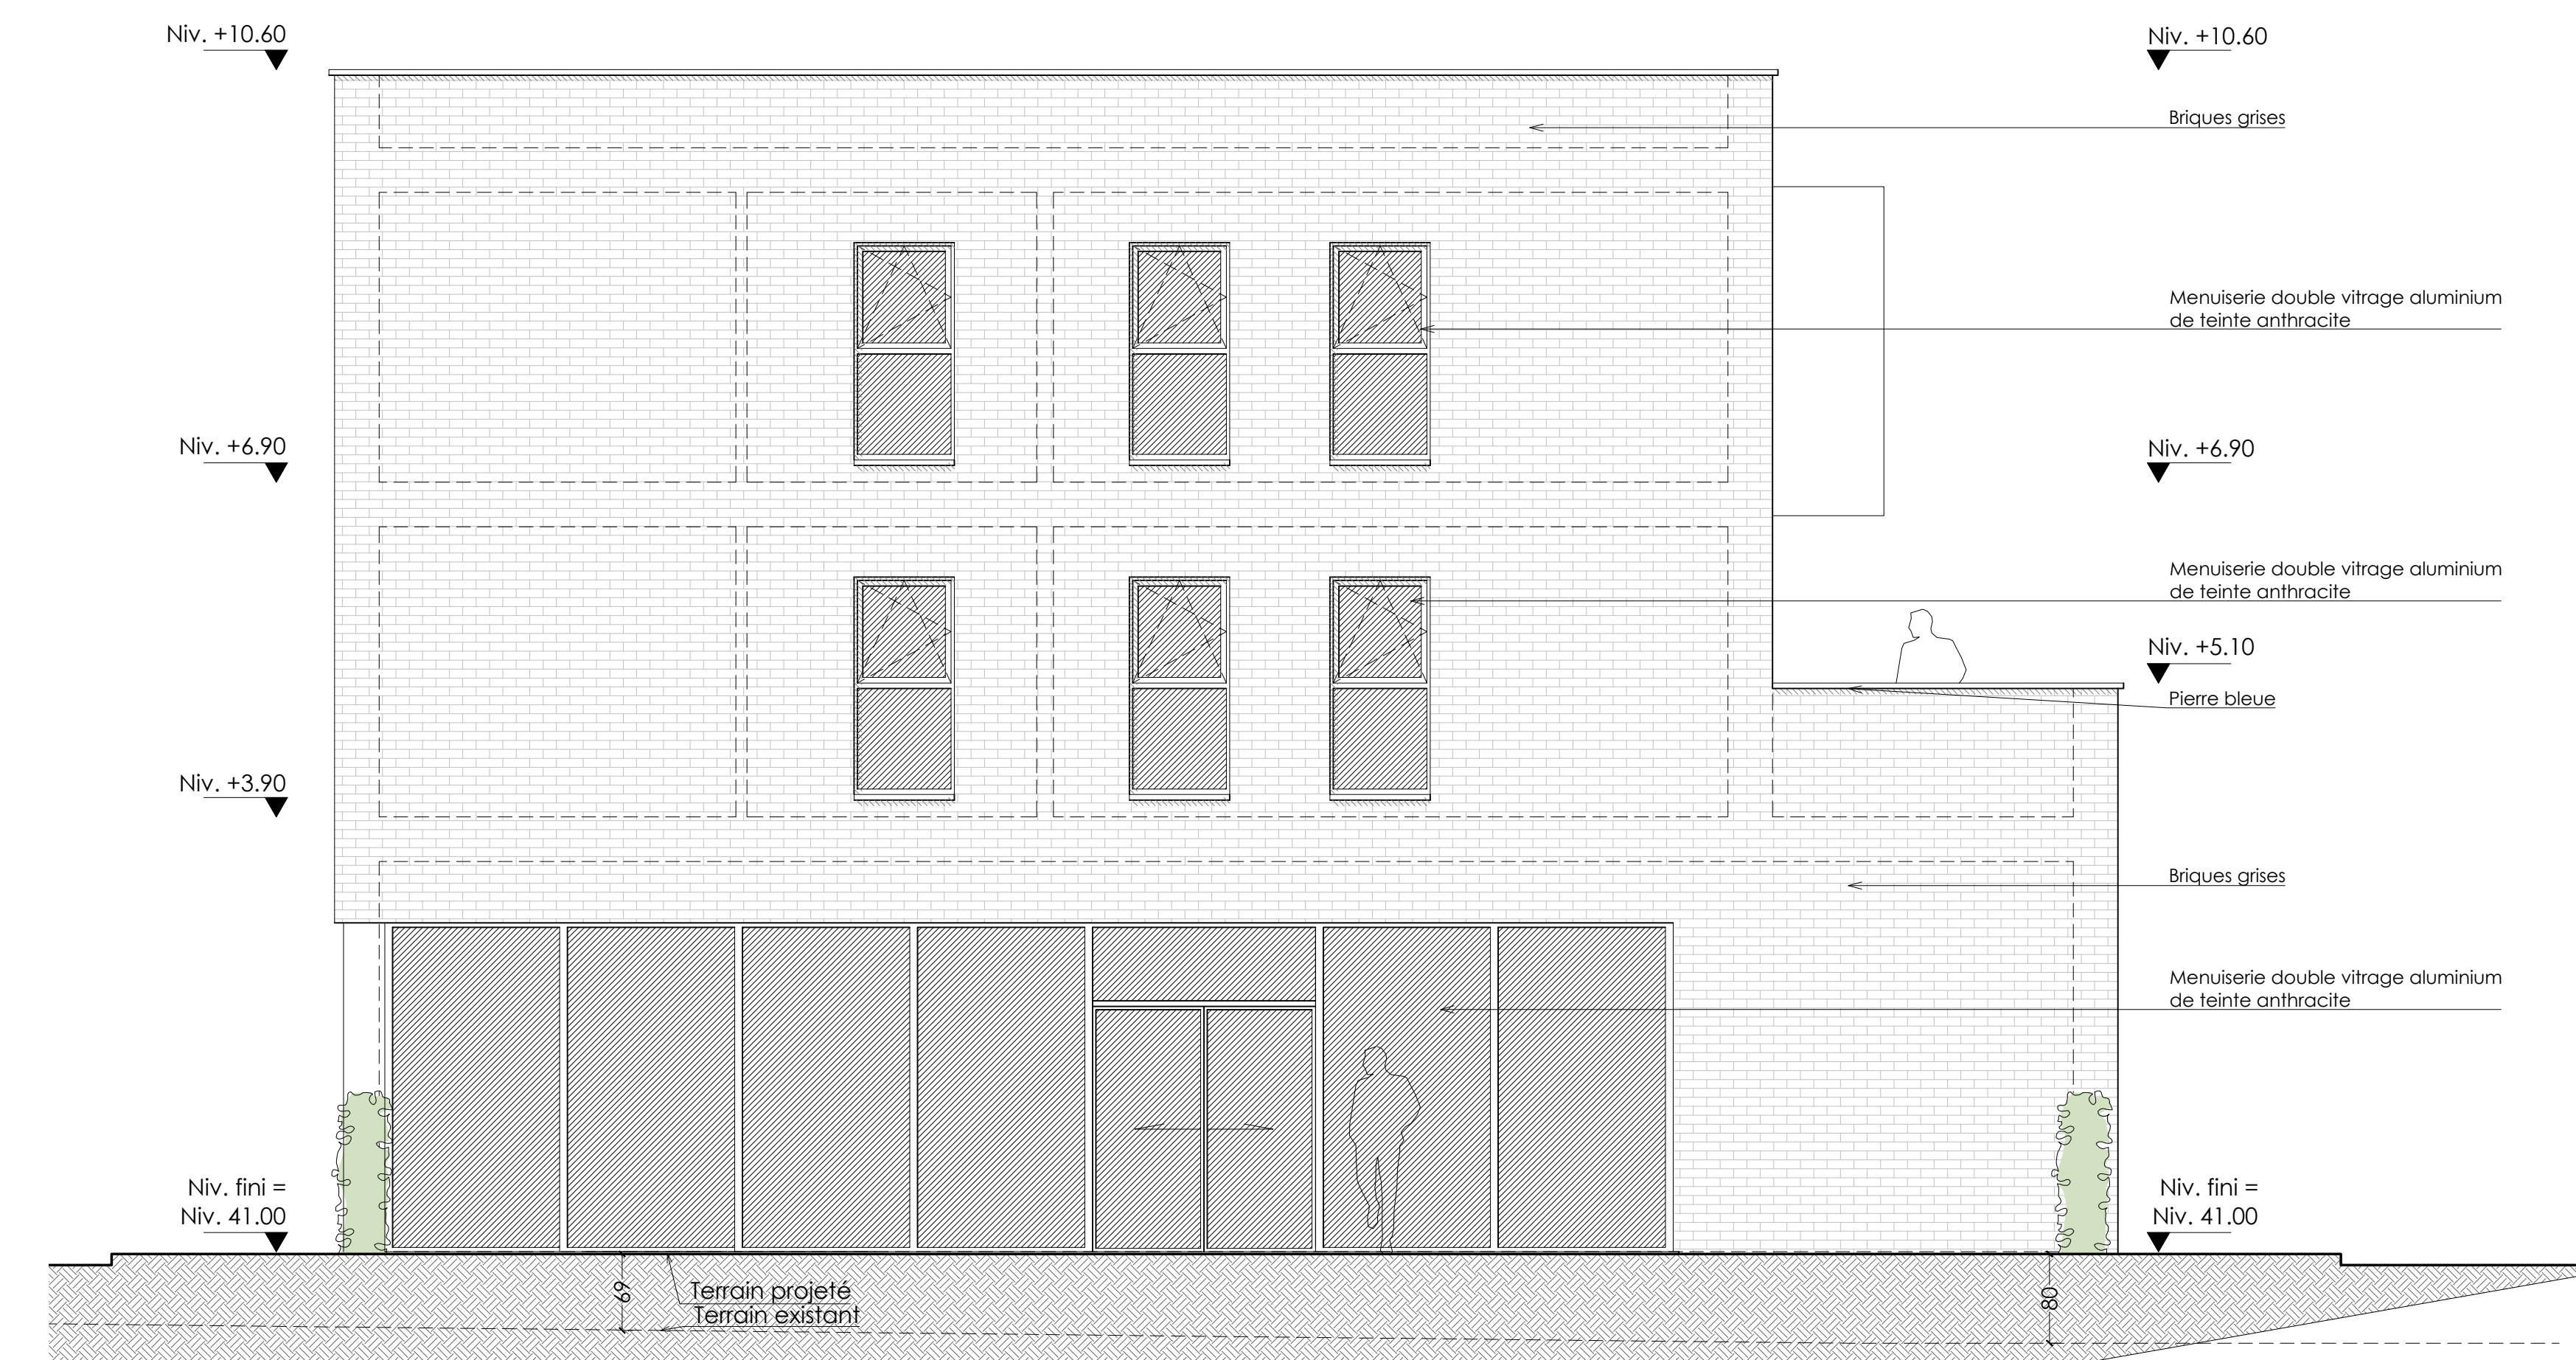 Niv. +10.60
Niv. +10.60
Briques grises
Menuiserie double vitrage aluminium
de teinte anthracite
Niv. +6.90
Niv. +6.90
Menuiserie double vitrage aluminium
de teinte anthracite
Niv. +5.10
Pierre bleue
Niv. +3.90
Briques grises
Menuiserie double vitrage aluminium
de teinte anthracite
Niv. fini =
Niv. 41.00
Niv. fini =
Niv. 41.00
69
Terrain projeté
Terrain existant
80